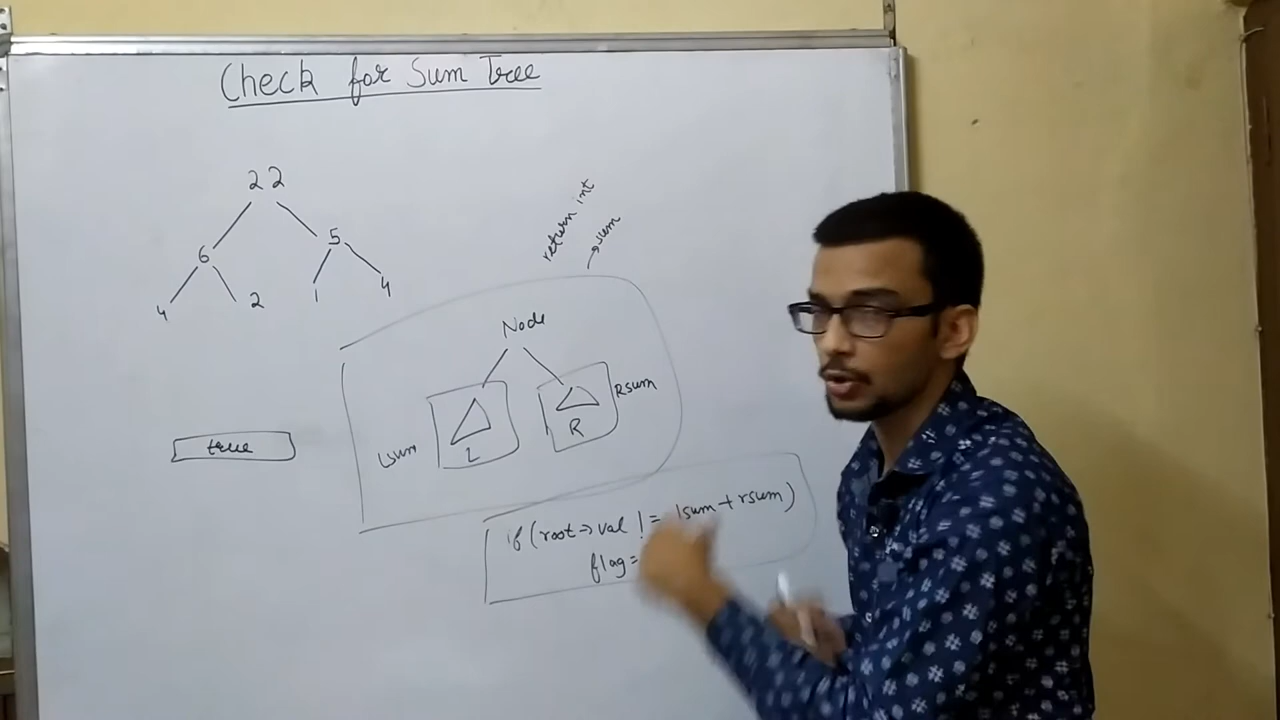 Check for Sum Tree
22
6 5
4 2 1 4
return int
→sum
Node
L R
Lsum Rsum
true
if (root->val != lsum + rsum)
flag=